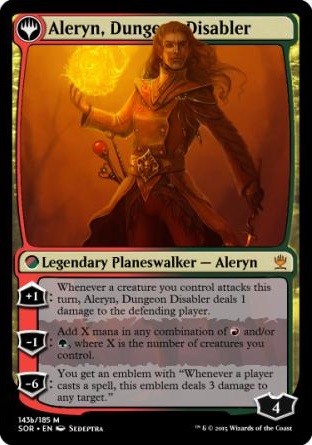 Aleryn, Dungeon Disabler
Legendary Planeswalker — Aleryn
+1
Whenever a creature you control attacks this
turn, Aleryn, Dungeon Disabler deals 1
damage to the defending player.
-1
Add X mana in any combination of and/or
, where X is the number of creatures you
control.
-6
You get an emblem with “Whenever a player
casts a spell, this emblem deals 3 damage to
any target.”
4
143b/185 M
SOR • EN SEDEPTRA
™ & © 2015 Wizards of the Coast